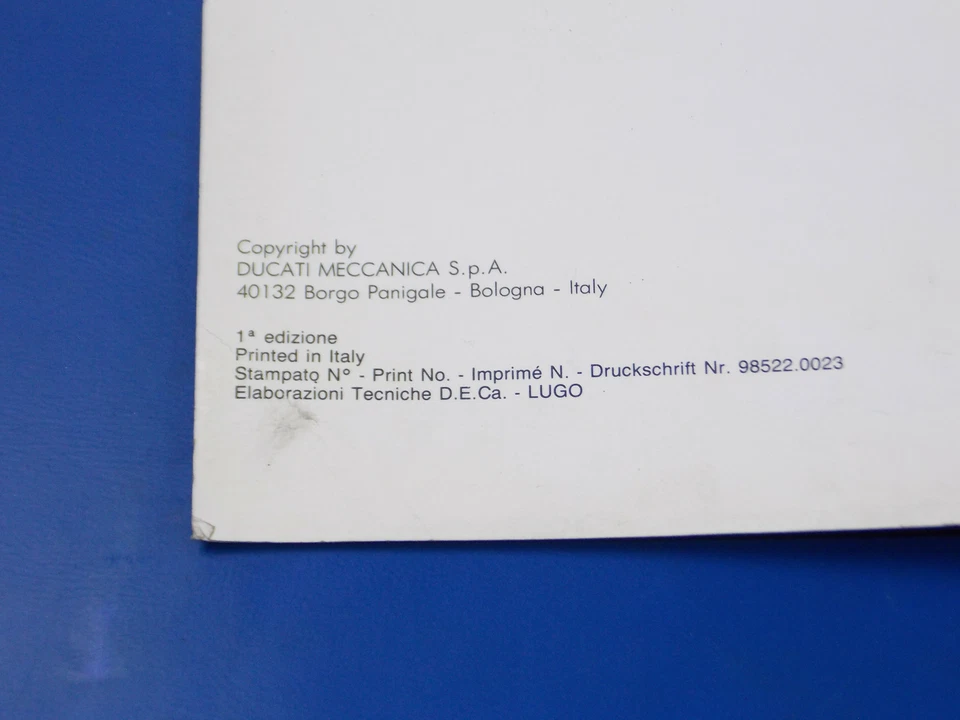 Copyright by
DUCATI MECCANICA S.p.A.
40132 Borgo Panigale - Bologna - Italy
1ª edizione
Printed in Italy
Stampato N° - Print No. - Imprimé N. - Druckschrift Nr. 98522.0023
Elaborazioni Tecniche D.E.Ca. - LUGO